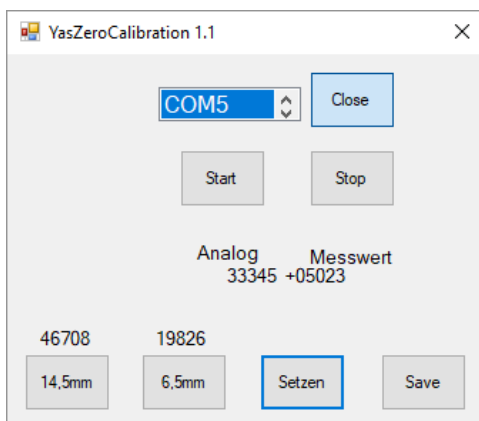 YasZeroCalibration 1.1
COM5 Close
Start Stop
Analog Messwert
33345 +05023
46708 19826
14,5mm 6,5mm Setzen Save